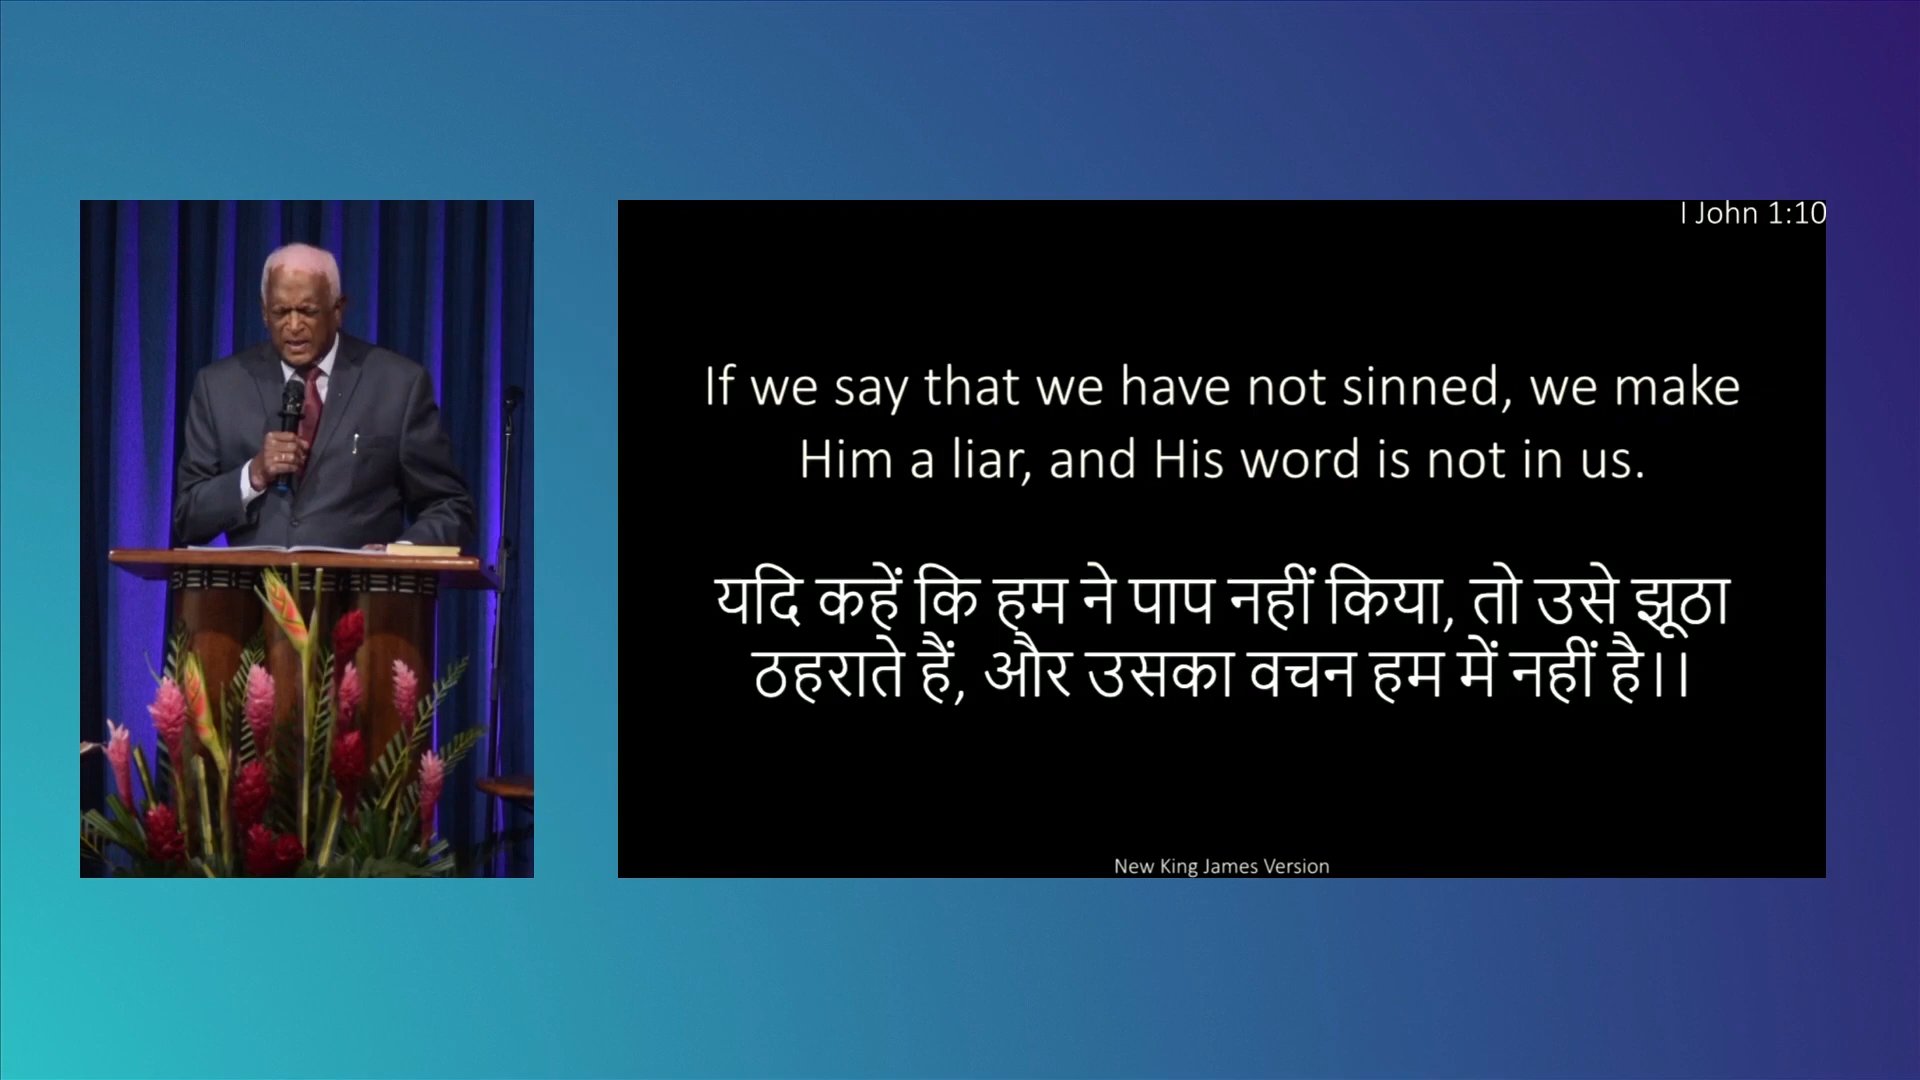 I John 1:10
If we say that we have not sinned, we make
Him a liar, and His word is not in us.
यदि कहें कि हम ने पाप नहीं किया, तो उसे झूठा
ठहराते हैं, और उसका वचन हम में नहीं है।।
New King James Version